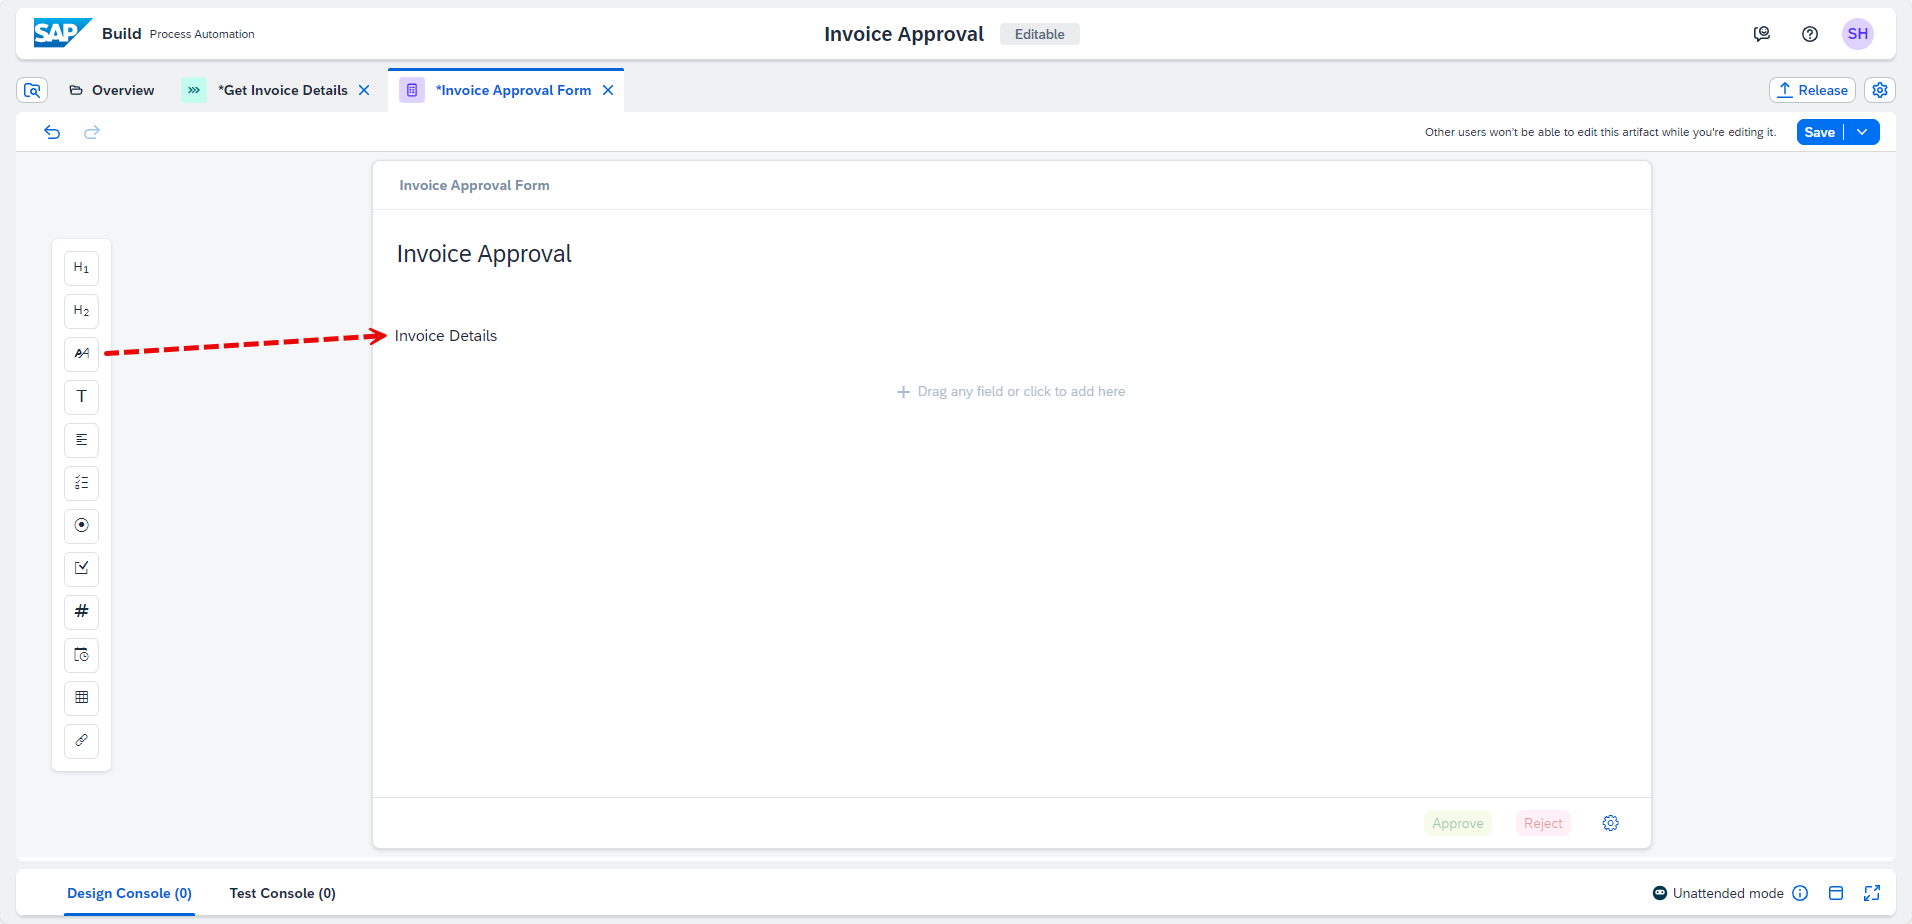 SAP Build Process Automation
Invoice Approval Editable
SH
Overview
*Get Invoice Details
*Invoice Approval Form
Release
Other users won't be able to edit this artifact while you're editing it.
Save
Invoice Approval Form
Invoice Approval
H1
H2
Invoice Details
AA
T
Drag any field or click to add here
#
Approve Reject
Design Console (0) Test Console (0)
Unattended mode